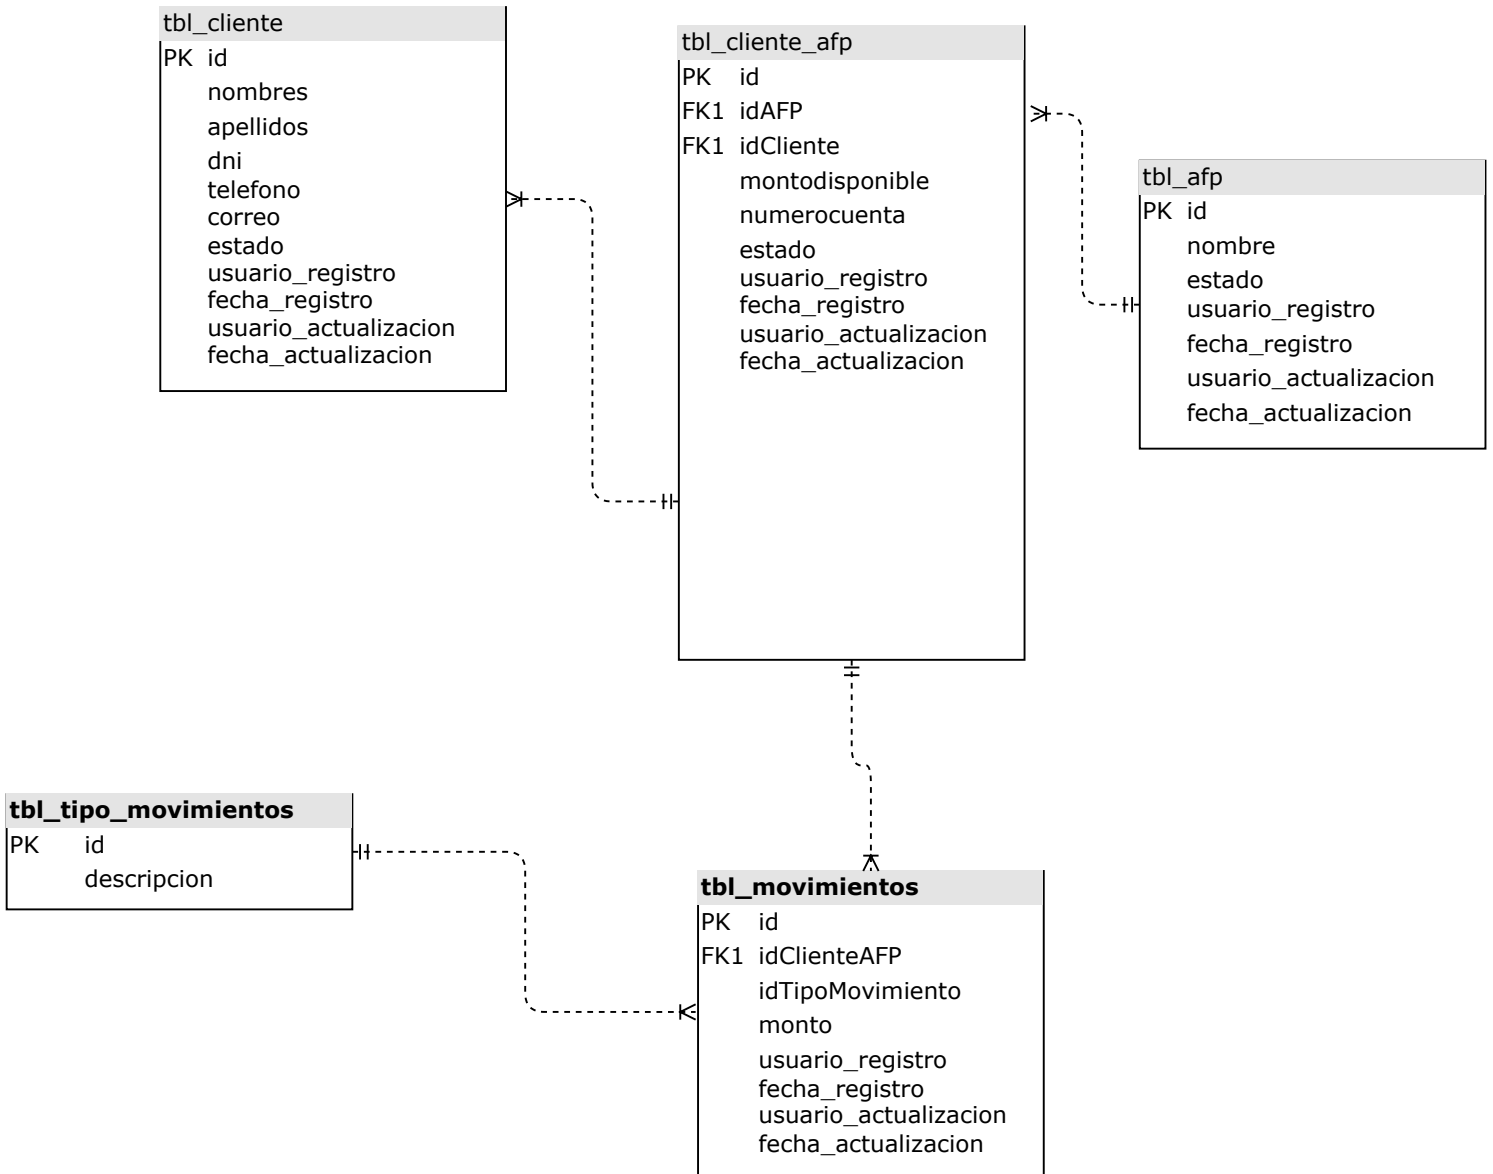 tbl_cliente
PK id
nombres
apellidos
dni
telefono
correo
estado
usuario_registro
fecha_registro
usuario_actualizacion
fecha_actualizacion
tbl_cliente_afp
PK id
FK1 idAFP
FK1 idCliente
montodisponible
numerocuenta
estado
usuario_registro
fecha_registro
usuario_actualizacion
fecha_actualizacion
tbl_afp
PK id
nombre
estado
usuario_registro
fecha_registro
usuario_actualizacion
fecha_actualizacion
tbl_tipo_movimientos
PK id
descripcion
tbl_movimientos
PK id
FK1 idClienteAFP
idTipoMovimiento
monto
usuario_registro
fecha_registro
usuario_actualizacion
fecha_actualizacion